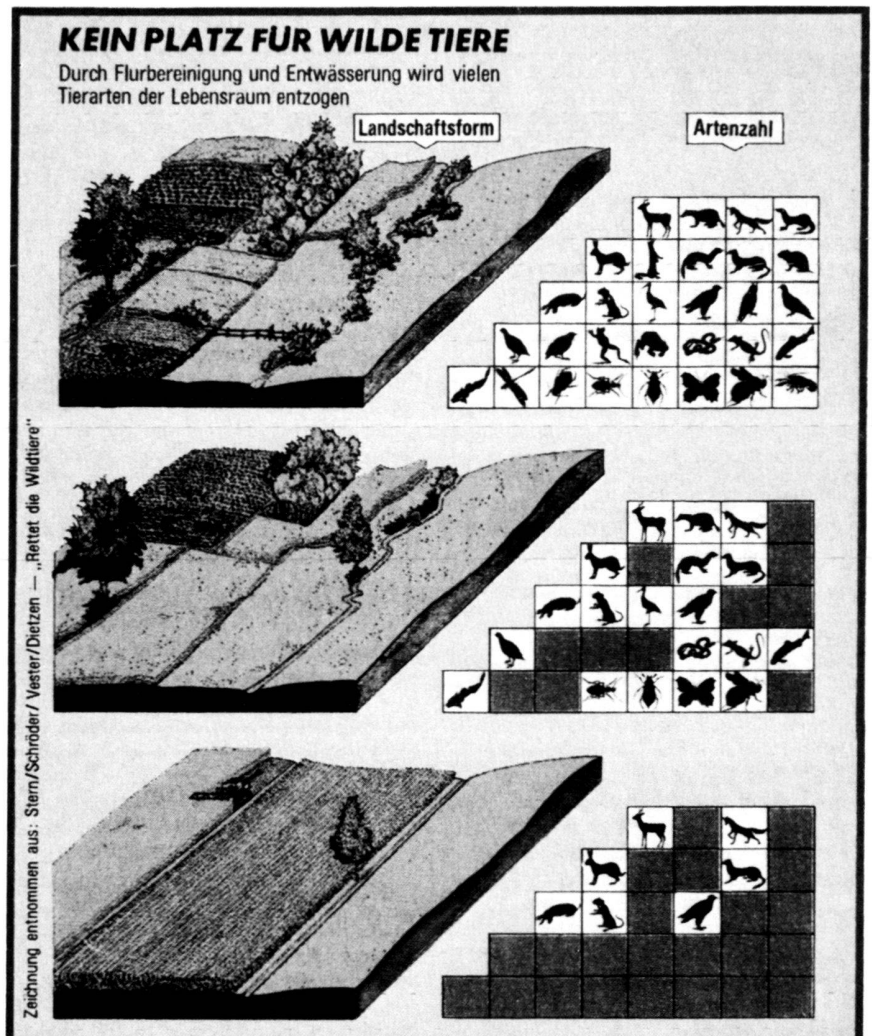 KEIN PLATZ FÜR WILDE TIERE
Durch Flurbereinigung und Entwässerung wird vielen
Tierarten der Lebensraum entzogen
Landschaftsform
Artenzahl
Zeichnung entnommen aus: Stern/Schröder/ Vester/Dietzen — „Rettet die Wildtiere"